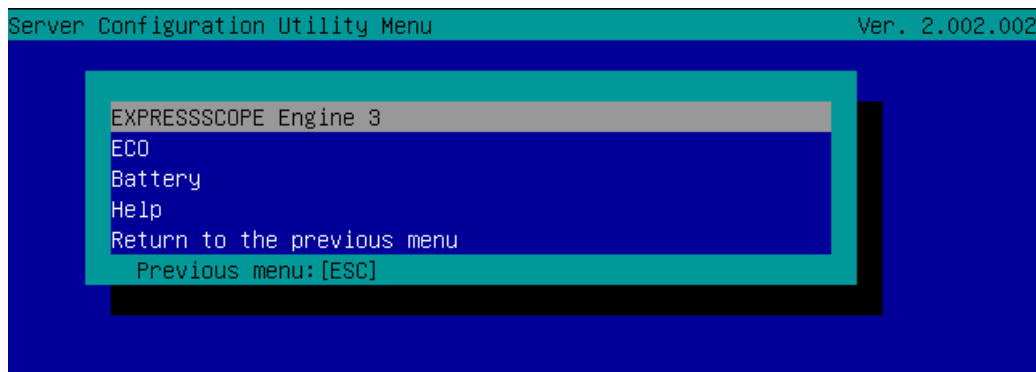 Server Configuration Utility Menu Ver. 2.002.002
EXPRESSSCOPE Engine 3
ECO
Battery
Help
Return to the previous menu
Previous menu:[ESC]